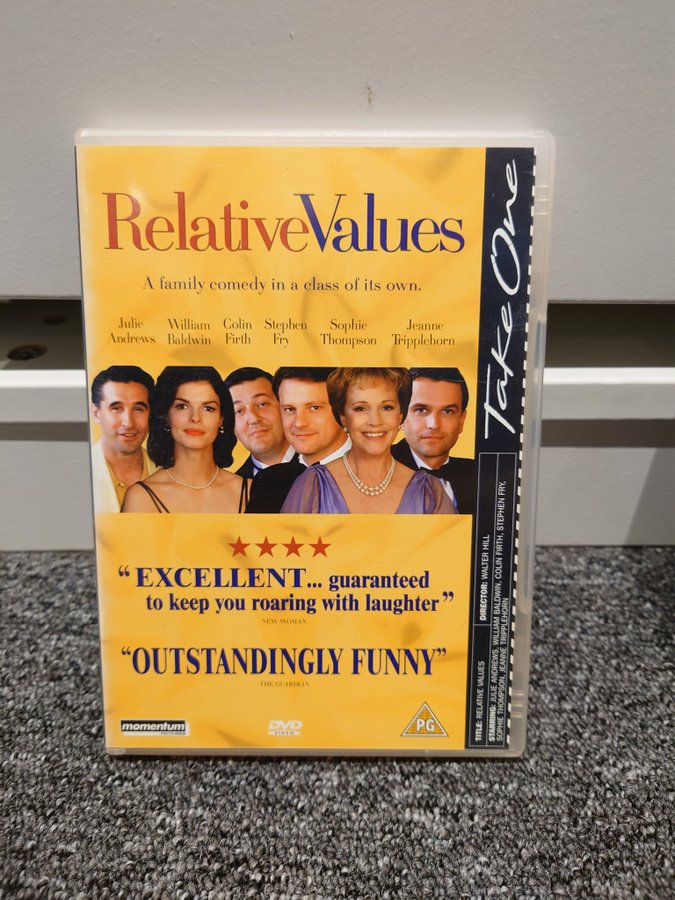 RelativeValues
A family comedy in a class of its own.
Julie Andrews
William Baldwin
Colin Firth
Stephen Fry
Sophie Thompson
Jeanne Tripplehorn
★★★★
“EXCELLENT... guaranteed
to keep you roaring with laughter”
NEW WOMAN
“OUTSTANDINGLY FUNNY”
THE GUARDIAN
momentum
PICTURES
DVD
VIDEO
PG
Take One
TITLE: RELATIVE VALUES
DIRECTOR: WALTER HILL
STARRING: JULIE ANDREWS, WILLIAM BALDWIN, COLIN FIRTH, STEPHEN FRY,
SOPHIE THOMPSON, JEANNE TRIPPLEHORN